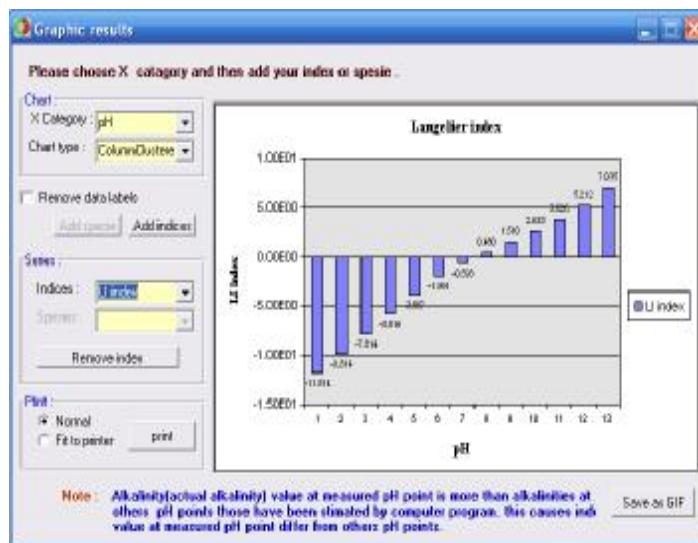 Graphic results
Please choose X catagory and then add your index or spesie .
Chart :
X Category : pH
Chart type : ColumnClustere
Remove data labels
Add specie Add indices
Series :
Indices : LI index
Species :
Remove index
Print :
Normal
Fit to printer
print
Langelier index
LI Index
1.00E01
5.00E00
0.00E00
-5.00E00
-1.00E01
-1.50E01
1 2 3 4 5 6 7 8 9 10 11 12 13
pH
LI index
Note : Alkalinity(actual alkalinity) value at measured pH point is more than alkalinities at
others pH points those have been stimated by computer program. this causes indi
value at measured pH point differ from others pH points.
Save as GIF